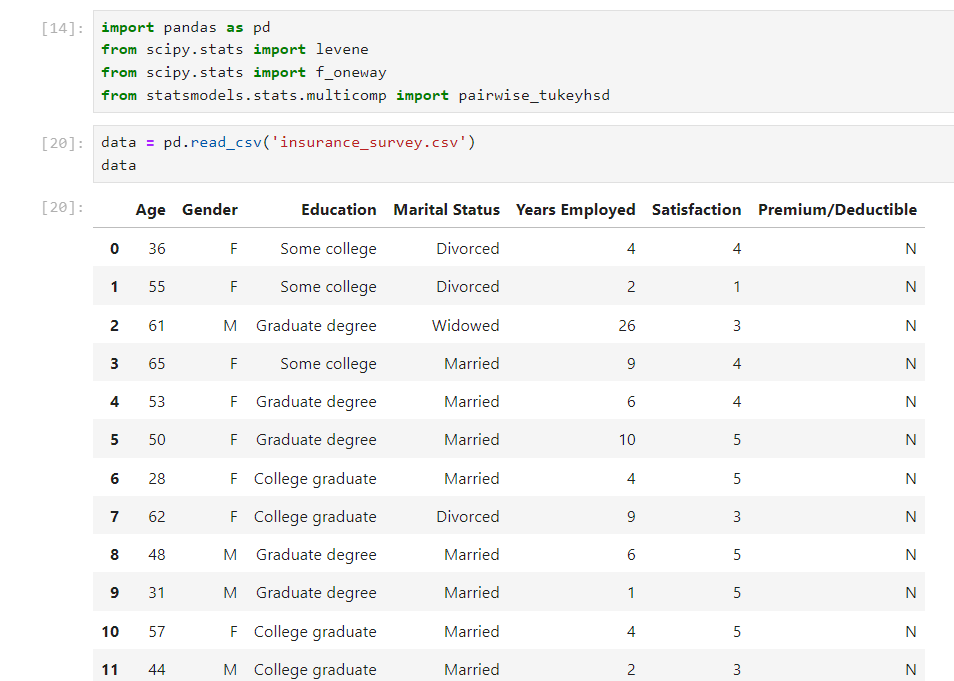 [14]: import pandas as pd
from scipy.stats import levene
from scipy.stats import f_oneway
from statsmodels.stats.multicomp import pairwise_tukeyhsd
[20]: data = pd.read_csv('insurance_survey.csv')
data
[20]: Age Gender Education Marital Status Years Employed Satisfaction Premium/Deductible
0 36 F Some college Divorced 4 4 N
1 55 F Some college Divorced 2 1 N
2 61 M Graduate degree Widowed 26 3 N
3 65 F Some college Married 9 4 N
4 53 F Graduate degree Married 6 4 N
5 50 F Graduate degree Married 10 5 N
6 28 F College graduate Married 4 5 N
7 62 F College graduate Divorced 9 3 N
8 48 M Graduate degree Married 6 5 N
9 31 M Graduate degree Married 1 5 N
10 57 F College graduate Married 4 5 N
11 44 M College graduate Married 2 3 N